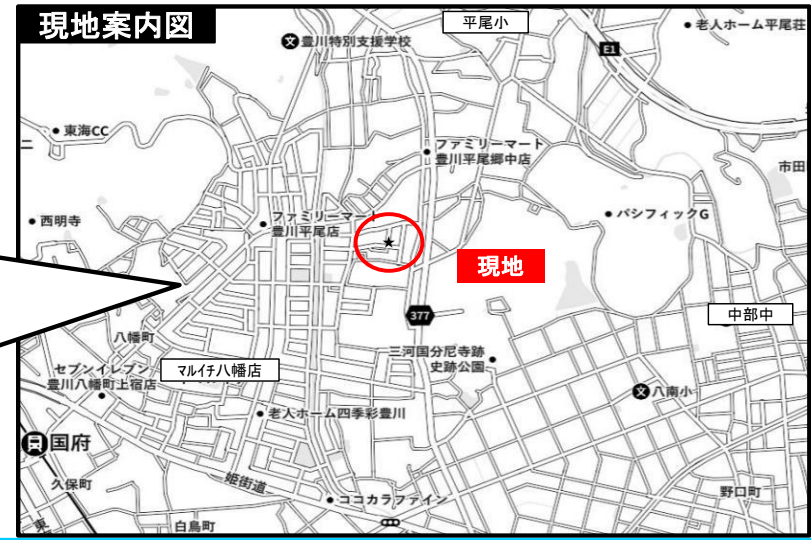 現地案内図
平尾小
老人ホーム平尾荘
豊川特別支援学校
文
E1
東海CC
二
ファミリーマート
豊川平尾郷中店
市田
西明寺
ファミリーマート
豊川平尾店
★
パシフィックG
現地
377
中部中
八幡町
三河国分尼寺跡
史跡公園
セブンイレブン
豊川八幡町上宿店
マルイチ八幡店
文
八南小
老人ホーム四季彩豊川
国府
久保町
姫街道
ココカラファイン
野口町
白鳥町
東